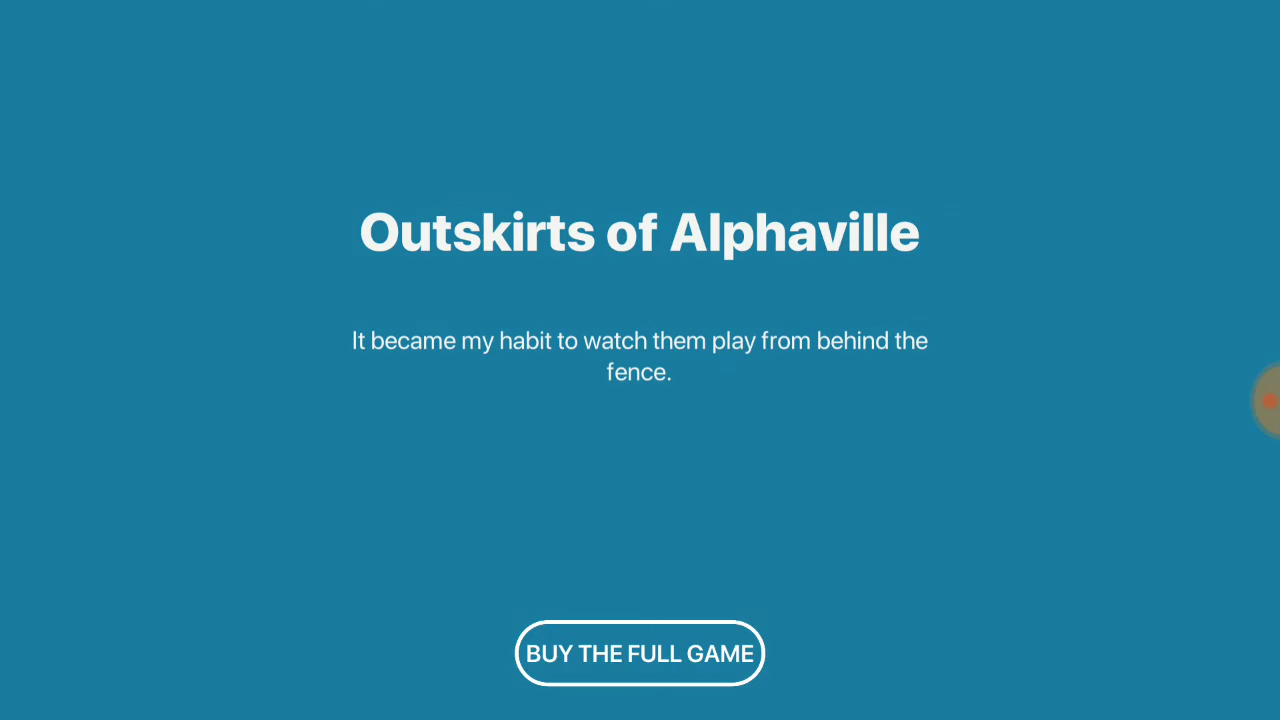 Outskirts of Alphaville
It became my habit to watch them play from behind the
fence.
BUY THE FULL GAME